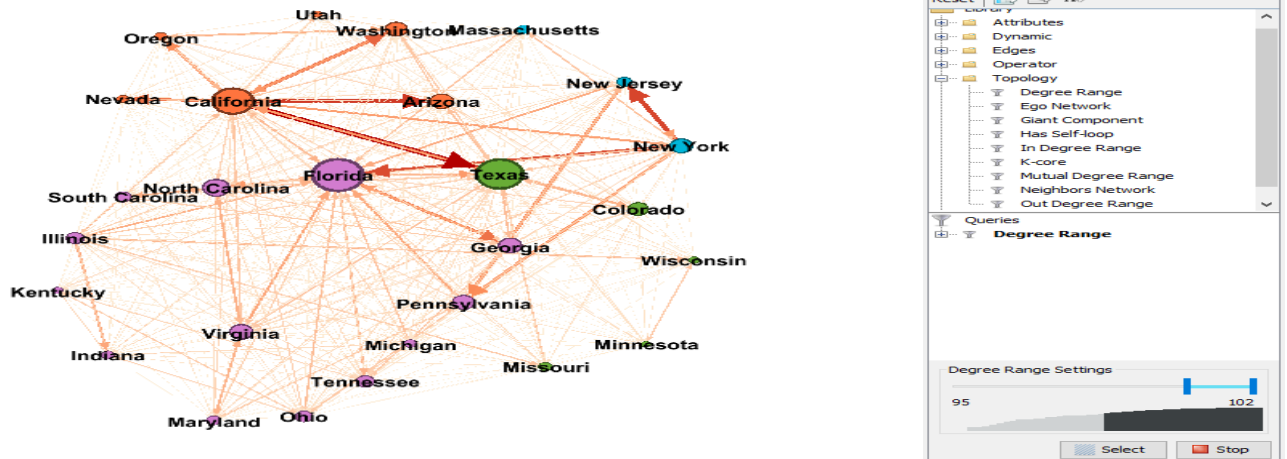 Utah
Washington
Massachusetts
Oregon
New Jersey
Nevada
California
Arizona
New York
Florida
Texas
North Carolina
South Carolina
Colorado
Illinois
Georgia
Wisconsin
Kentucky
Pennsylvania
Virginia
Michigan
Minnesota
Indiana
Missouri
Tennessee
Maryland
Ohio
Reset
Library
Attributes
Dynamic
Edges
Operator
Topology
Degree Range
Ego Network
Giant Component
Has Self-loop
In Degree Range
K-core
Mutual Degree Range
Neighbors Network
Out Degree Range
Queries
Degree Range
Degree Range Settings
95 102
Select Stop